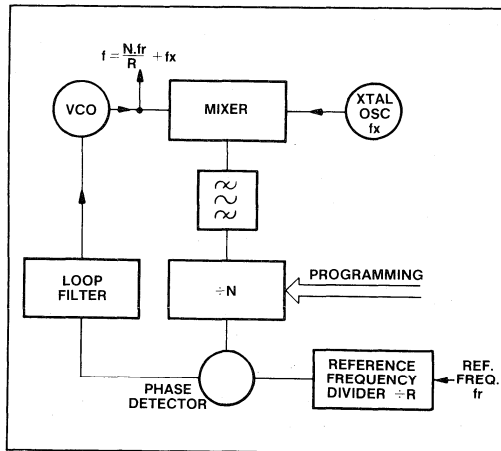 f = N.fr/R + fx
VCO
MIXER
XTAL
OSC
fx
LOOP
FILTER
÷N
PROGRAMMING
PHASE
DETECTOR
REFERENCE
FREQUENCY
DIVIDER ÷R
REF.
FREQ.
fr